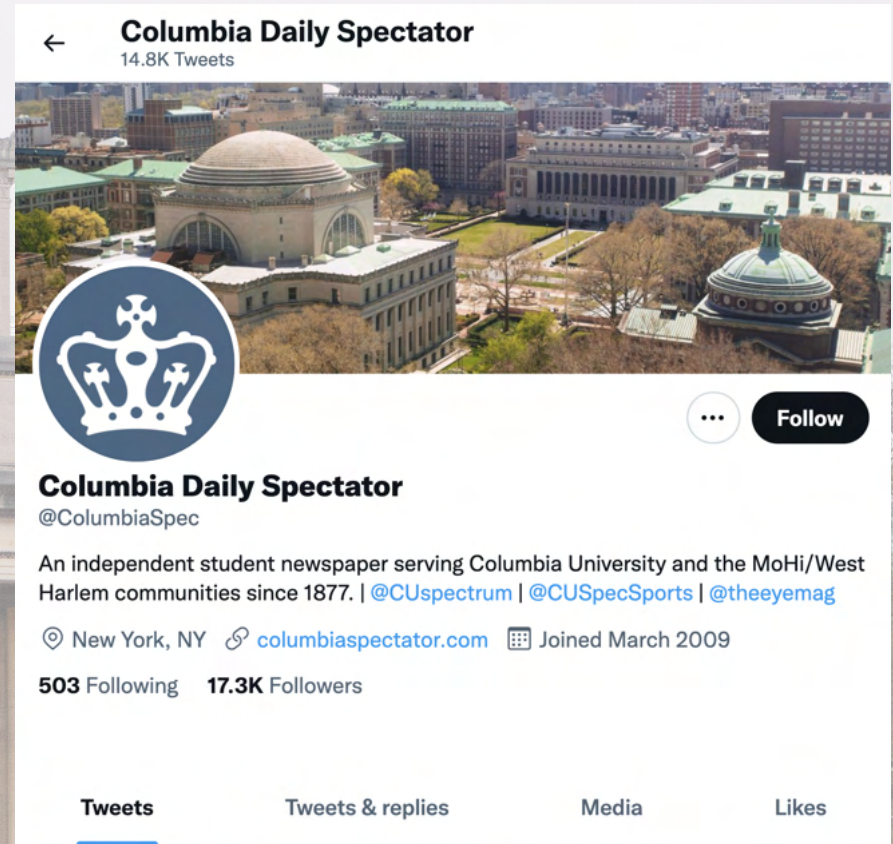 Columbia Daily Spectator
14.8K Tweets
Follow
Columbia Daily Spectator
@ColumbiaSpec
An independent student newspaper serving Columbia University and the MoHi/West
Harlem communities since 1877. | @CUspectrum | @CUSpecSports | @theeyemag
New York, NY columbiaspectator.com Joined March 2009
503 Following 17.3K Followers
Tweets Tweets & replies Media Likes